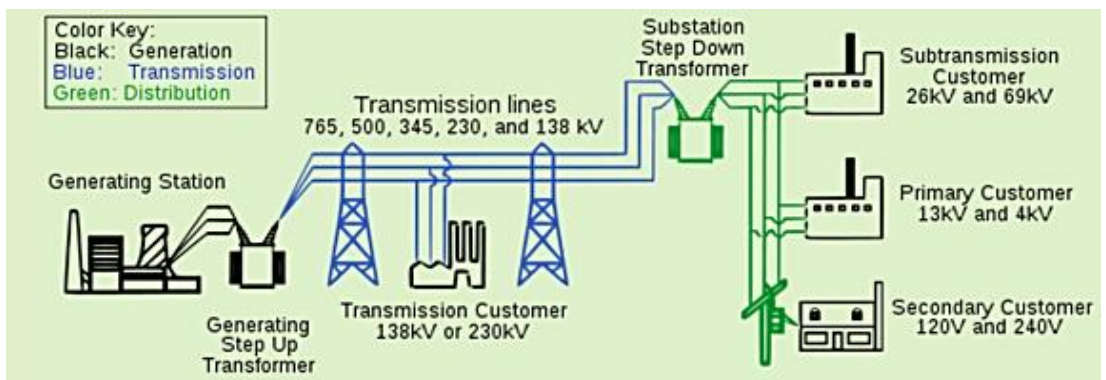 Color Key:
Black: Generation
Blue: Transmission
Green: Distribution
Substation
Step Down
Transformer
Subtransmission
Customer
26kV and 69kV
Transmission lines
765, 500, 345, 230, and 138 kV
Generating Station
Primary Customer
13kV and 4kV
Transmission Customer
138kV or 230kV
Generating
Step Up
Transformer
Secondary Customer
120V and 240V